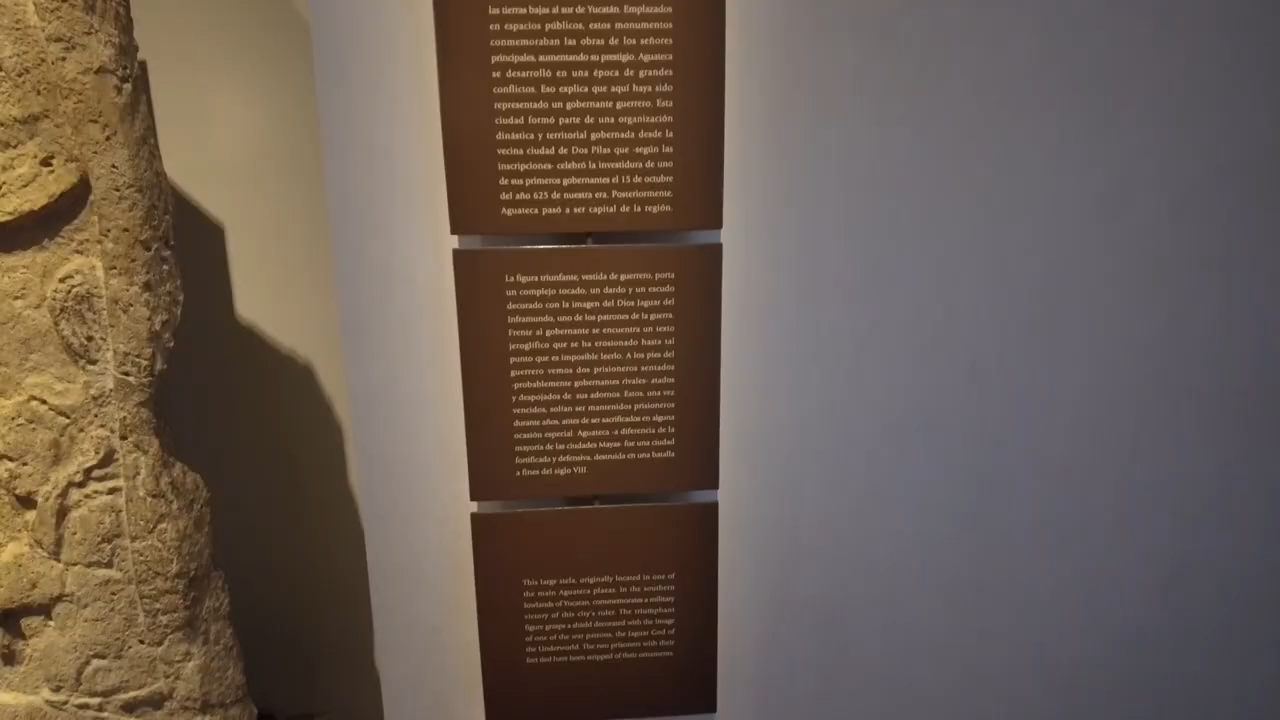 las tierras bajas al sur de Yucatán. Emplazados
en espacios públicos, estos monumentos
conmemoraban las obras de los señores
principales, aumentando su prestigio. Aguateca
se desarrolló en una época de grandes
conflictos. Eso explica que aquí haya sido
representado un gobernante guerrero. Esta
ciudad formó parte de una organización
dinástica y territorial gobernada desde la
vecina ciudad de Dos Pilas que -según las
inscripciones- celebró la investidura de uno
de sus primeros gobernantes el 15 de octubre
del año 625 de nuestra era. Posteriormente,
Aguateca pasó a ser capital de la región.
La figura triunfante, vestida de guerrero, porta
un complejo tocado, un dardo y un escudo
decorado con la imagen del Dios Jaguar del
Inframundo, uno de los patrones de la guerra.
Frente al gobernante se encuentra un texto
jeroglífico que se ha erosionado hasta tal
punto que es imposible leerlo. A los pies del
guerrero vemos dos prisioneros sentados
-probablemente gobernantes rivales- atados
y despojados de sus adornos. Estos, una vez
vencidos, solían ser mantenidos prisioneros
durante años, antes de ser sacrificados en alguna
ocasión especial. Aguateca -a diferencia de la
mayoría de las ciudades Mayas- fue una ciudad
fortificada y defensiva, destruida en una batalla
a fines del siglo VIII.
This large stela, originally located in one of
the main Aguateca plazas, in the southern
lowlands of Yucatan, commemorates a military
victory of this city's ruler. The triumphant
figure grasps a shield decorated with the image
of one of the war patrons, the Jaguar God of
the Underworld. The two prisoners with their
feet tied have been stripped of their ornaments.